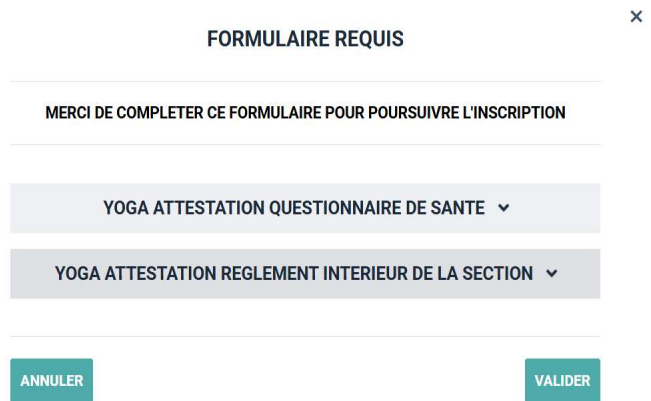 FORMULAIRE REQUIS
MERCI DE COMPLETER CE FORMULAIRE POUR POURSUIVRE L'INSCRIPTION
YOGA ATTESTATION QUESTIONNAIRE DE SANTE
YOGA ATTESTATION REGLEMENT INTERIEUR DE LA SECTION
ANNULER
VALIDER